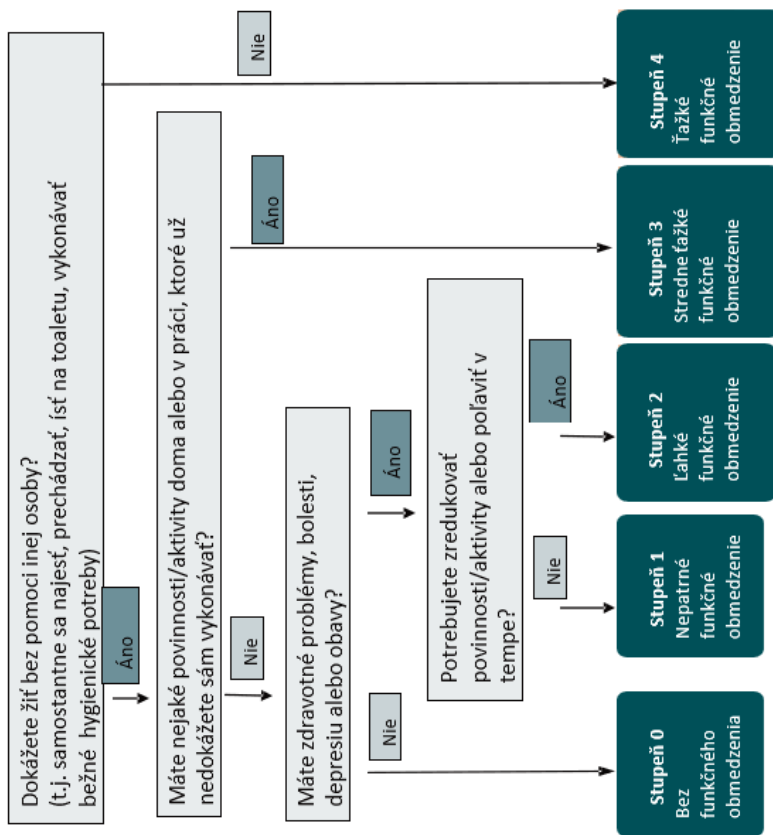 Dokážete žiť bez pomoci inej osoby?
(t.j. samostantne sa najesť, prechádzať, ísť na toaletu, vykonávať
bežné hygienické potreby)
Áno
Nie
Máte nejaké povinnosti/aktivity doma alebo v práci, ktoré už
nedokážete sám vykonávať?
Nie
Áno
Máte zdravotné problémy, bolesti,
depresiu alebo obavy?
Nie
Áno
Potrebujete zredukovať
povinnosti/aktivity alebo poľaviť v
tempe?
Nie
Áno
Stupeň 0
Bez
funkčného
obmedzenia
Stupeň 1
Nepatrné
funkčné
obmedzenie
Stupeň 2
Ľahké
funkčné
obmedzenie
Stupeň 3
Stredne ťažké
funkčné
obmedzenie
Stupeň 4
Ťažké
funkčné
obmedzenie